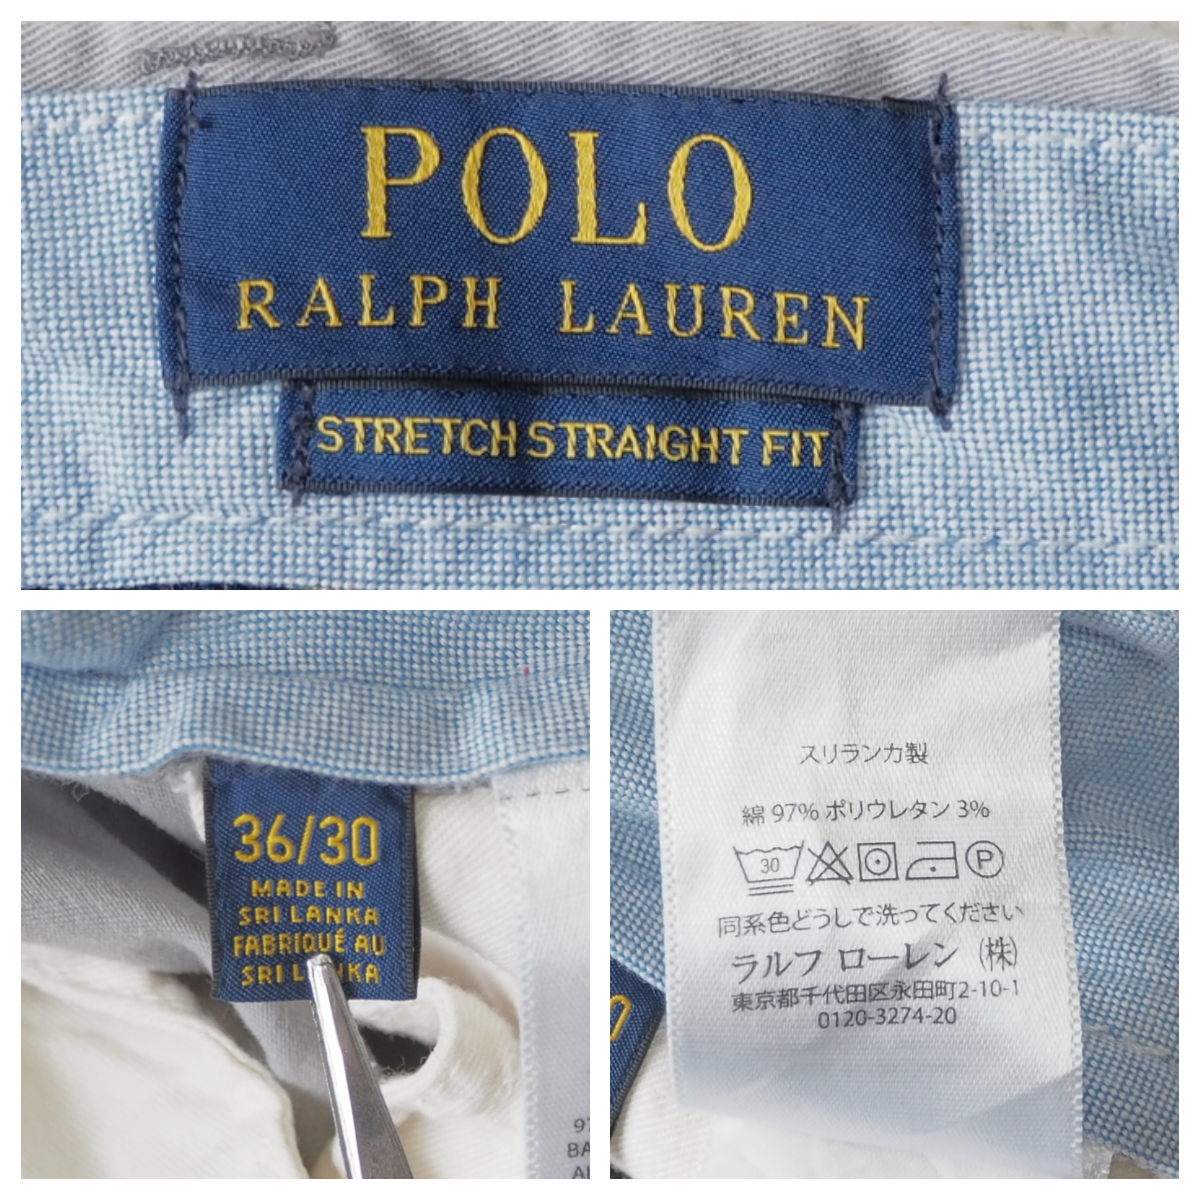 POLO
RALPH LAUREN
STRETCH STRAIGHT FIT
36/30
MADE IN
SRI LANKA
FABRIQUÉ AU
SRI LANKA
スリランカ製
綿 97% ポリウレタン 3%
30 P
同系色どうしで洗ってください
ラルフ ローレン (株)
東京都千代田区永田町2-10-1
0120-3274-20